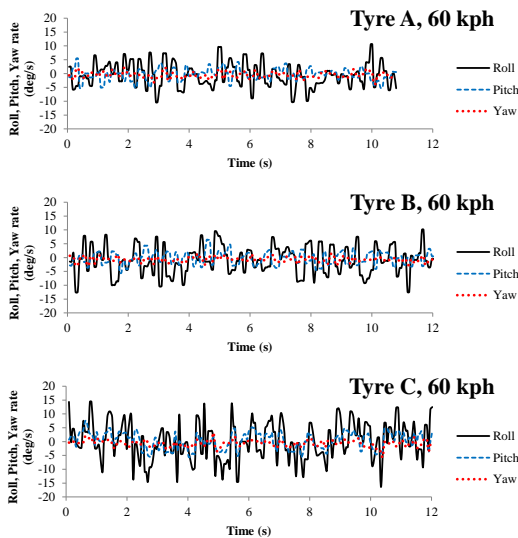 Tyre A, 60 kph
Roll, Pitch, Yaw rate
(deg/s)
20
15
10
5
0
-5
-10
-15
-20
0 2 4 6 8 10 12
Time (s)
Roll
Pitch
Yaw
Tyre B, 60 kph
Roll, Pitch, Yaw rate
(deg/s)
20
15
10
5
0
-5
-10
-15
-20
0 2 4 6 8 10 12
Time (s)
Roll
Pitch
Yaw
Tyre C, 60 kph
Roll, Pitch, Yaw rate
(deg/s)
20
15
10
5
0
-5
-10
-15
-20
0 2 4 6 8 10 12
Time (s)
Roll
Pitch
Yaw